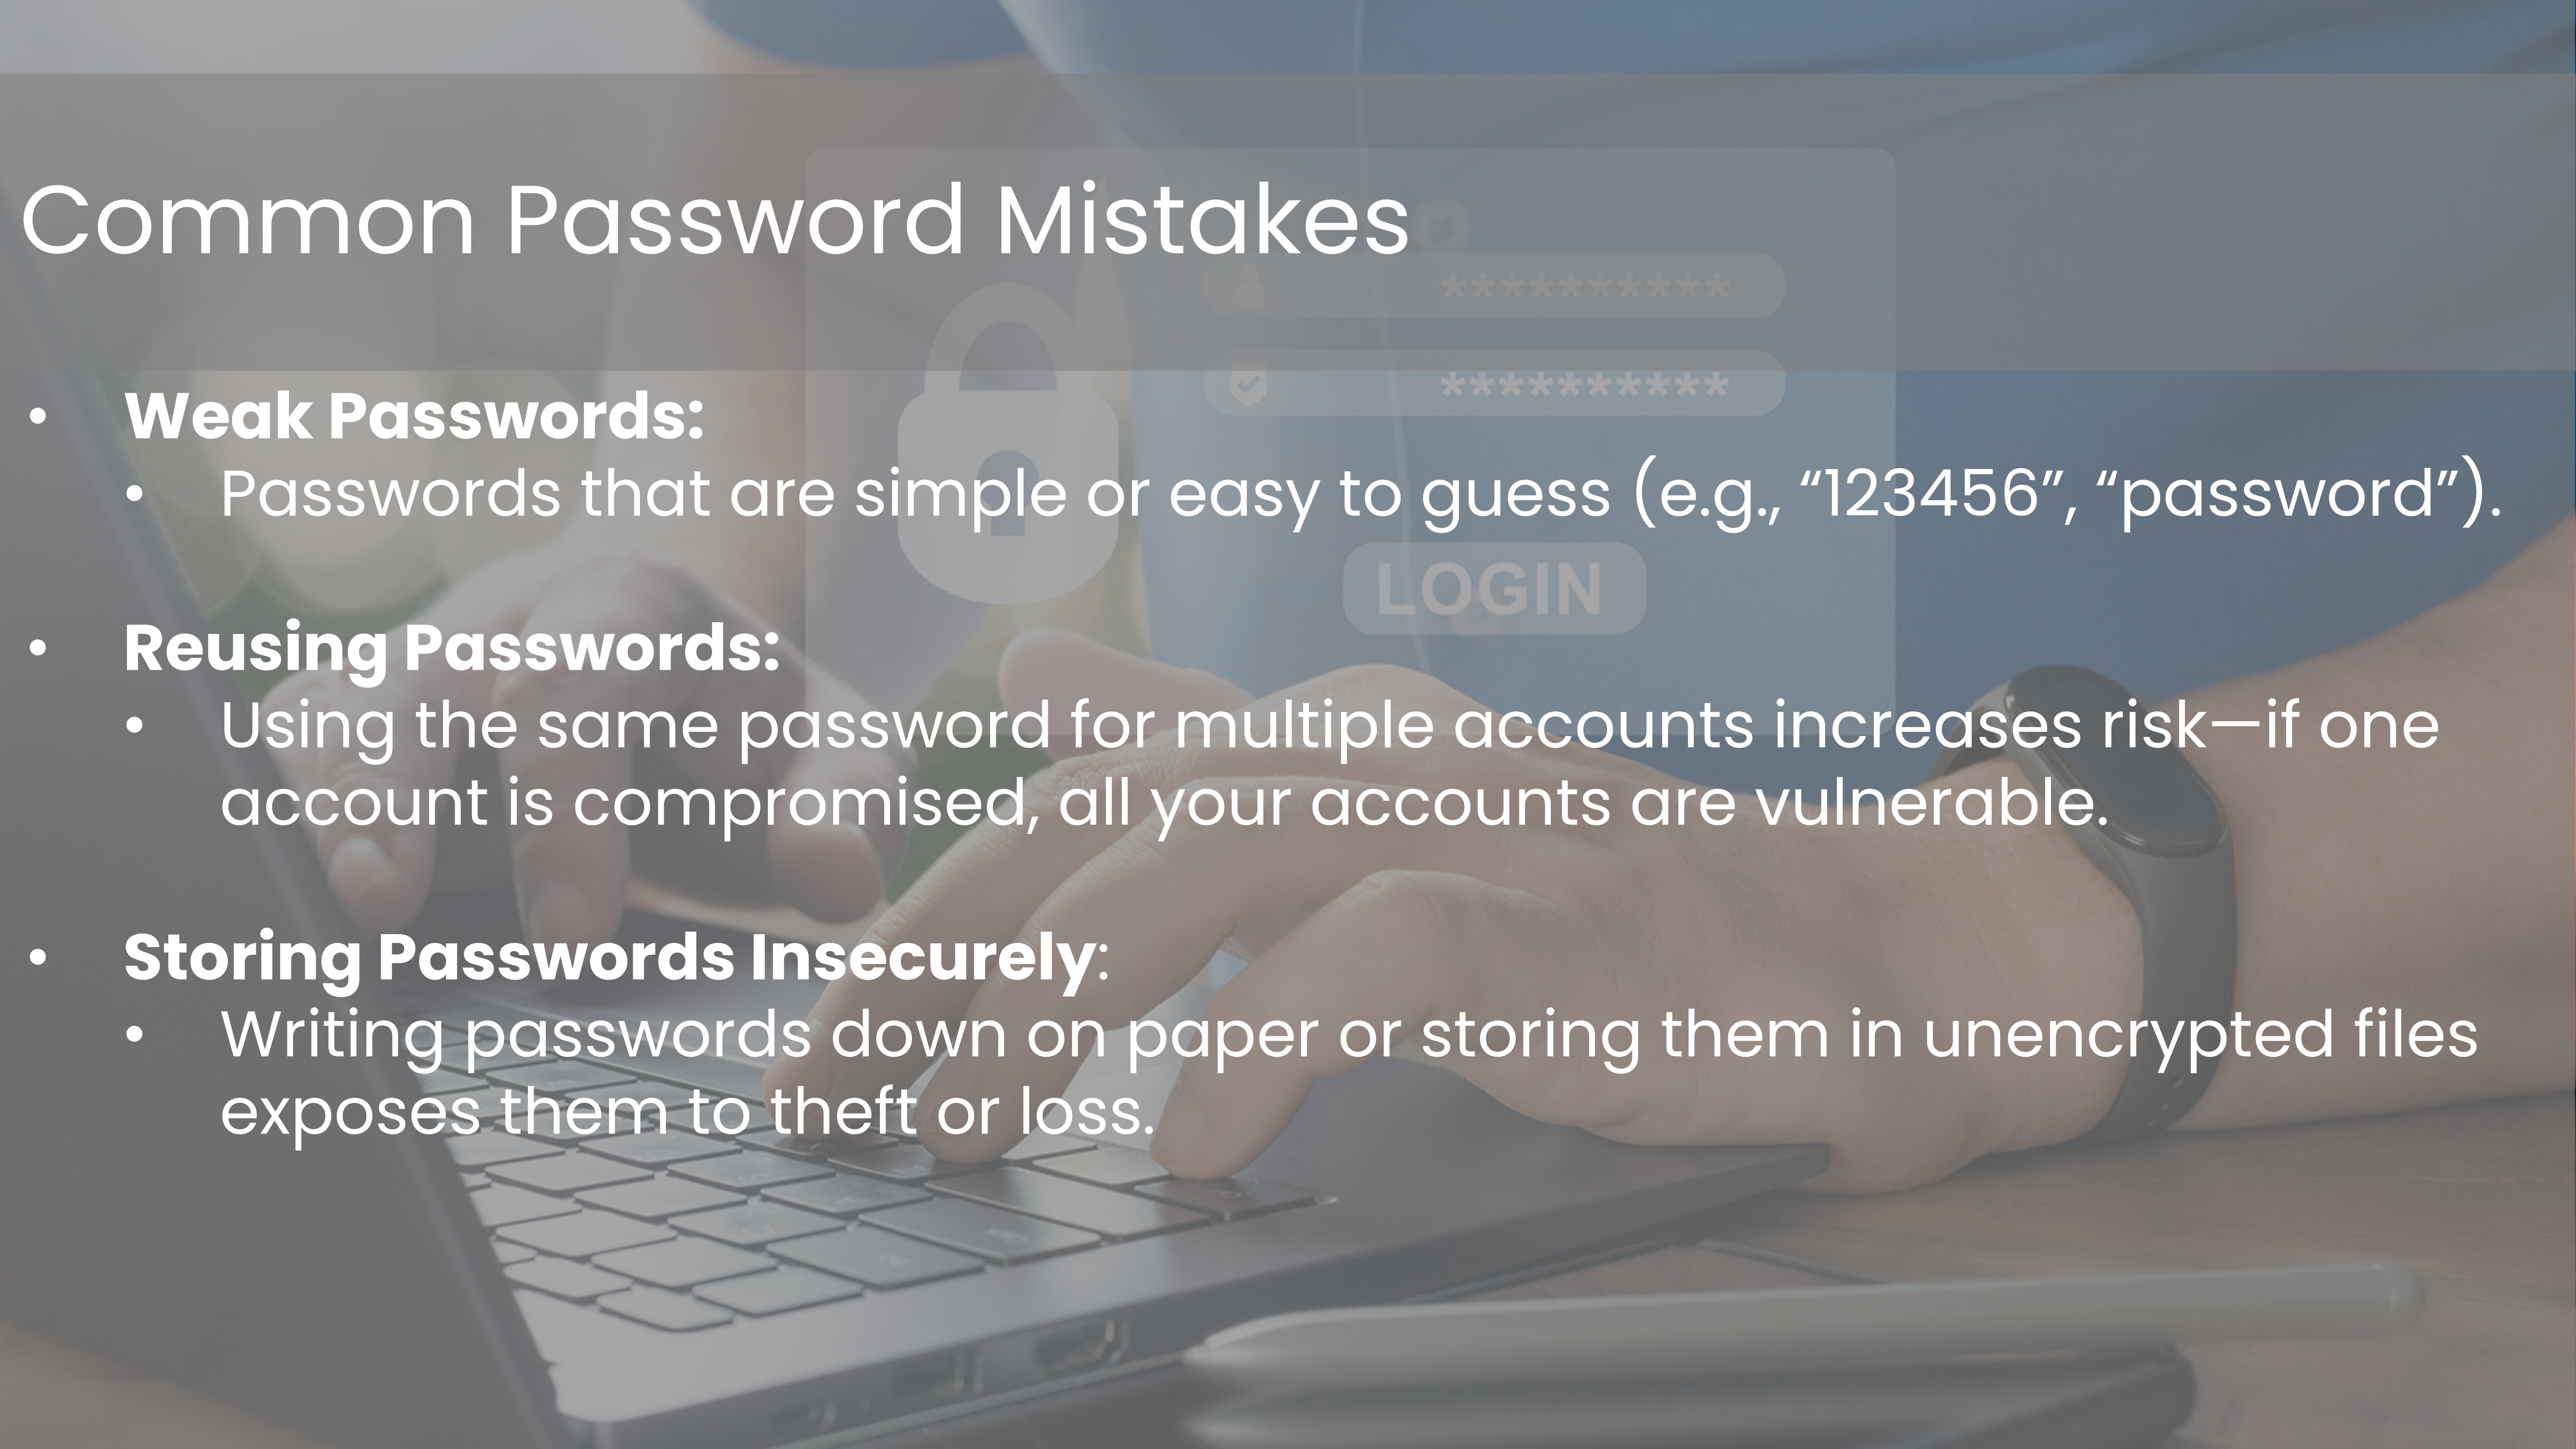 Common Password Mistakes
**********
**********
• Weak Passwords:
• Passwords that are simple or easy to guess (e.g., “123456”, “password”).
LOGIN
• Reusing Passwords:
• Using the same password for multiple accounts increases risk—if one
account is compromised, all your accounts are vulnerable.
• Storing Passwords Insecurely:
• Writing passwords down on paper or storing them in unencrypted files
exposes them to theft or loss.